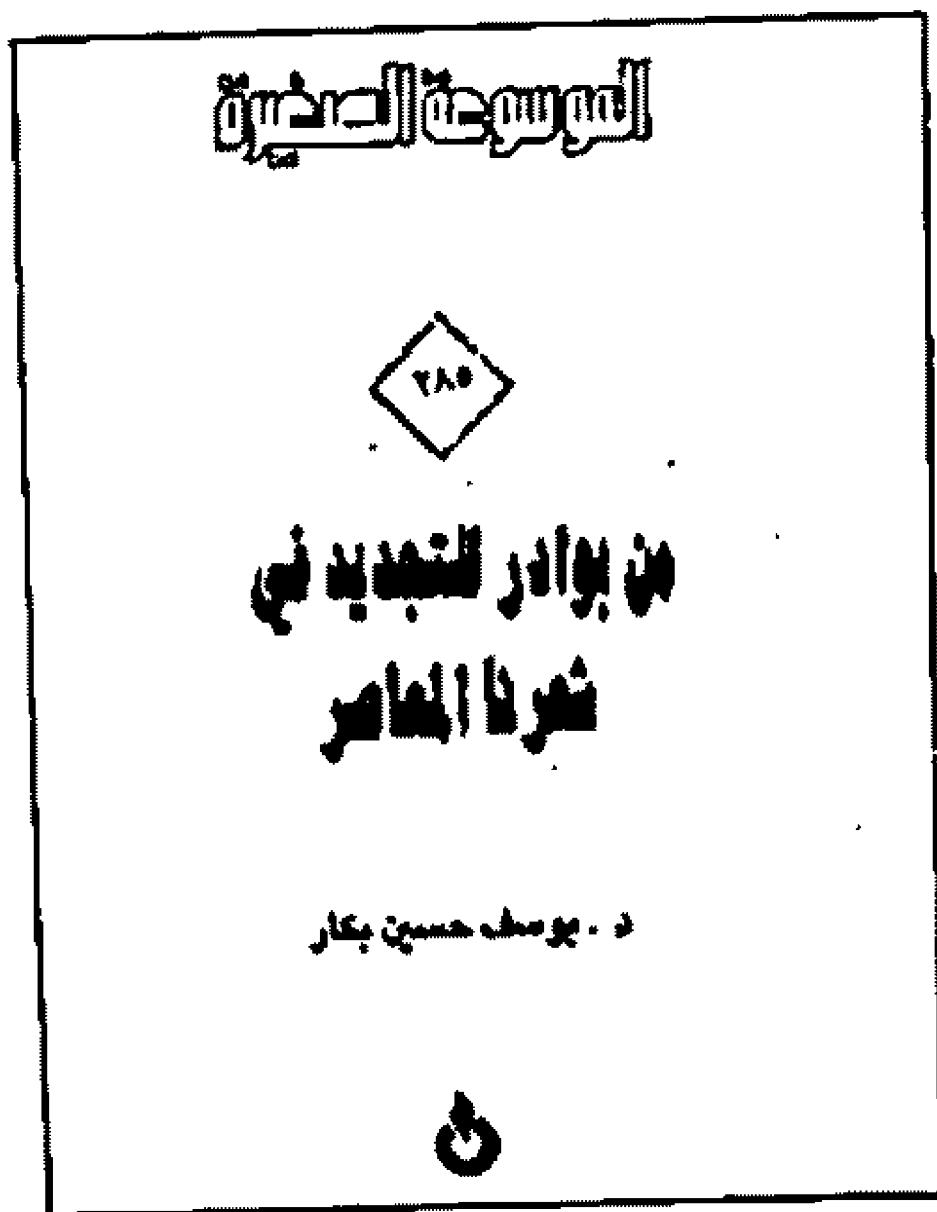 الموسوعة الصغيرة
٢٨٥
من بوادر التجديد في
شعرنا المعاصر
د . يوسف حسين بكار